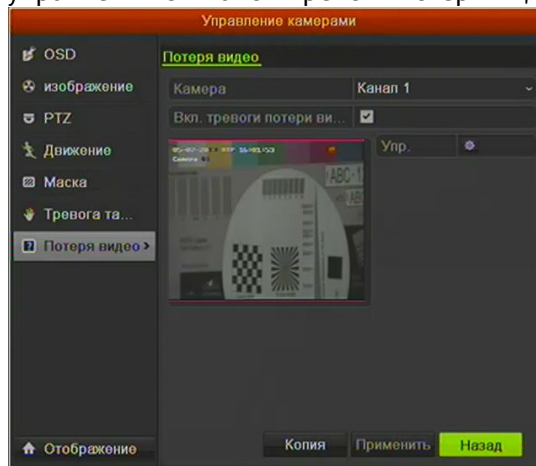 Управление камерами
OSD
изображение
PTZ
Движение
Маска
Тревога та...
Потеря видео
Отображение
Потеря видео
Камера
Канал 1
Вкл. тревоги потери ви...
Camera 01
ABC-1
Упр.
Копия
Применить
Назад